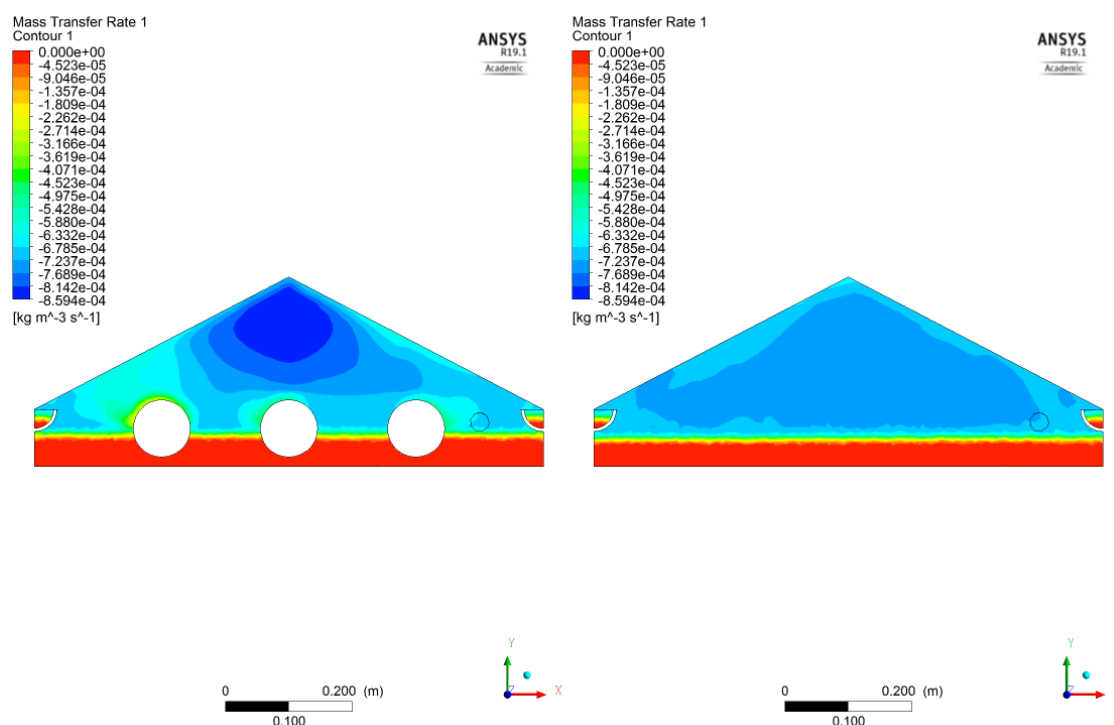 Mass Transfer Rate 1
Contour 1
0.000e+00
-4.523e-05
-9.046e-05
-1.357e-04
-1.809e-04
-2.262e-04
-2.714e-04
-3.166e-04
-3.619e-04
-4.071e-04
-4.523e-04
-4.975e-04
-5.428e-04
-5.880e-04
-6.332e-04
-6.785e-04
-7.237e-04
-7.689e-04
-8.142e-04
-8.594e-04
[kg m^-3 s^-1]
ANSYS
R19.1
Academic
0 0.200 (m)
0.100
Y
X
Z
Mass Transfer Rate 1
Contour 1
0.000e+00
-4.523e-05
-9.046e-05
-1.357e-04
-1.809e-04
-2.262e-04
-2.714e-04
-3.166e-04
-3.619e-04
-4.071e-04
-4.523e-04
-4.975e-04
-5.428e-04
-5.880e-04
-6.332e-04
-6.785e-04
-7.237e-04
-7.689e-04
-8.142e-04
-8.594e-04
[kg m^-3 s^-1]
ANSYS
R19.1
Academic
0 0.200 (m)
0.100
Y
Z